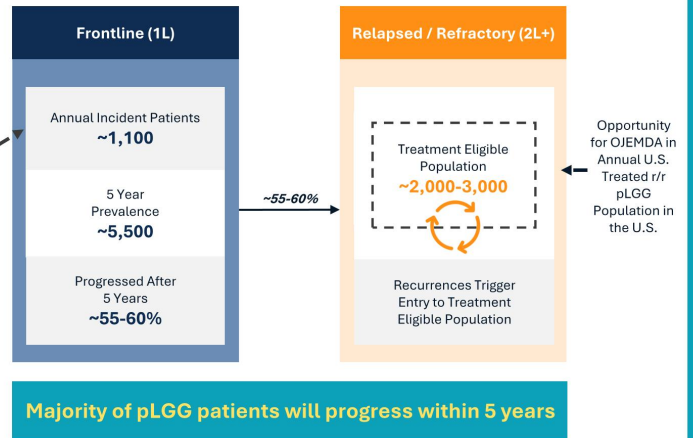 Frontline (1L)
Annual Incident Patients
~1,100
5 Year
Prevalence
~5,500
Progressed After
5 Years
~55-60%
~55-60%
Relapsed / Refractory (2L+)
Treatment Eligible
Population
~2,000-3,000
Recurrences Trigger
Entry to Treatment
Eligible Population
Opportunity
for OJEMDA in
Annual U.S.
Treated r/r
pLGG
Population in
the U.S.
Majority of pLGG patients will progress within 5 years